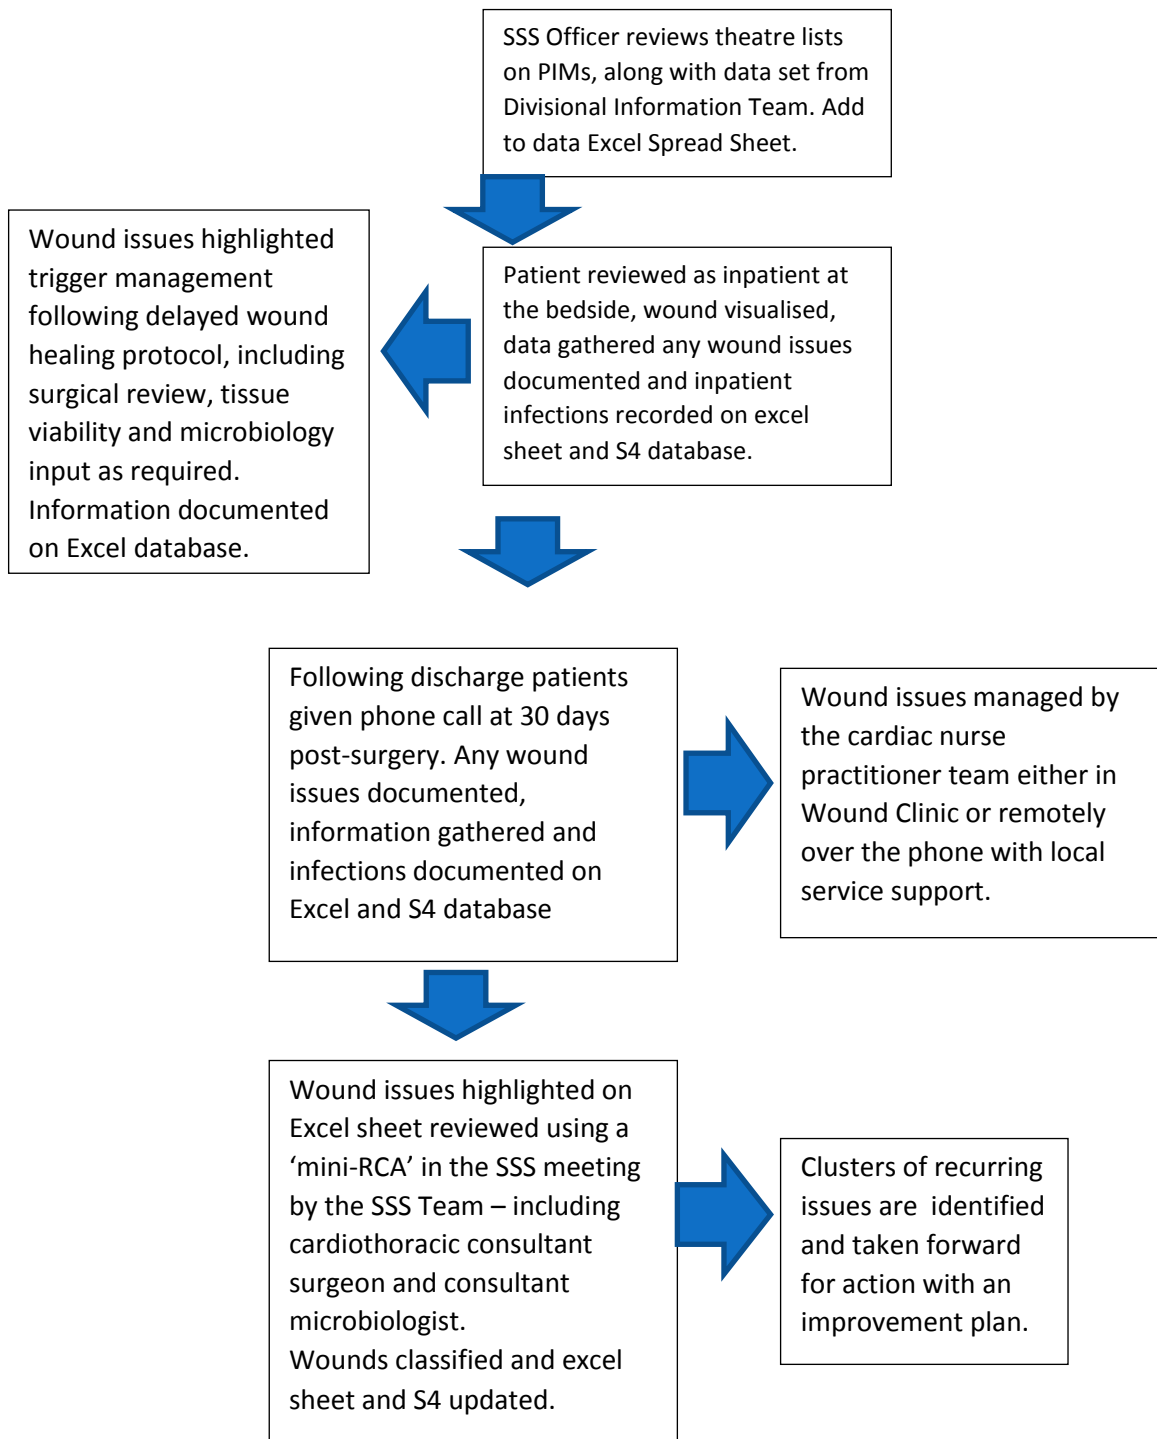 SSS Officer reviews theatre lists
on PIMs, along with data set from
Divisional Information Team. Add
to data Excel Spread Sheet.
Wound issues highlighted
trigger management
following delayed wound
healing protocol, including
surgical review, tissue
viability and microbiology
input as required.
Information documented
on Excel database.
Patient reviewed as inpatient at
the bedside, wound visualised,
data gathered any wound issues
documented and inpatient
infections recorded on excel
sheet and S4 database.
Following discharge patients
given phone call at 30 days
post-surgery. Any wound
issues documented,
information gathered and
infections documented on
Excel and S4 database
Wound issues managed by
the cardiac nurse
practitioner team either in
Wound Clinic or remotely
over the phone with local
service support.
Wound issues highlighted on
Excel sheet reviewed using a
‘mini-RCA’ in the SSS meeting
by the SSS Team – including
cardiothoracic consultant
surgeon and consultant
microbiologist.
Wounds classified and excel
sheet and S4 updated.
Clusters of recurring
issues are  identified
and taken forward
for action with an
improvement plan.